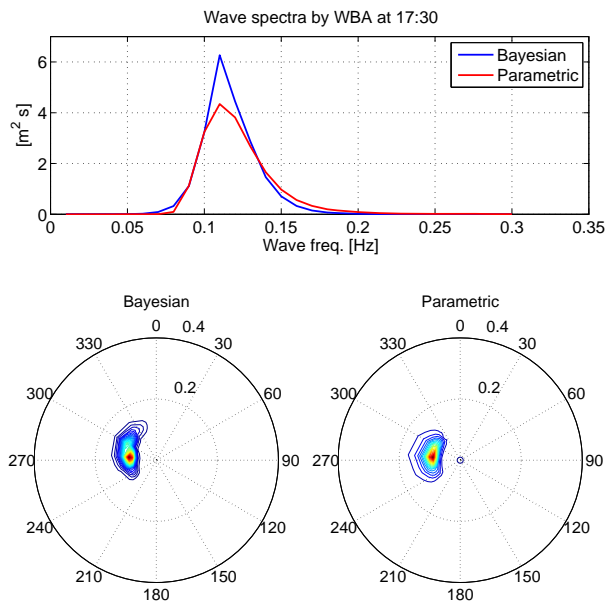 Wave spectra by WBA at 17:30
[m² s]
6
4
2
0
Bayesian
Parametric
0 0.05 0.1 0.15 0.2 0.25 0.3 0.35
Wave freq. [Hz]
Bayesian
0 0.4
330 30
300 60
0.2
270 90
240 120
210 150
180
Parametric
0 0.4
330 30
300 60
0.2
270 90
240 120
210 150
180